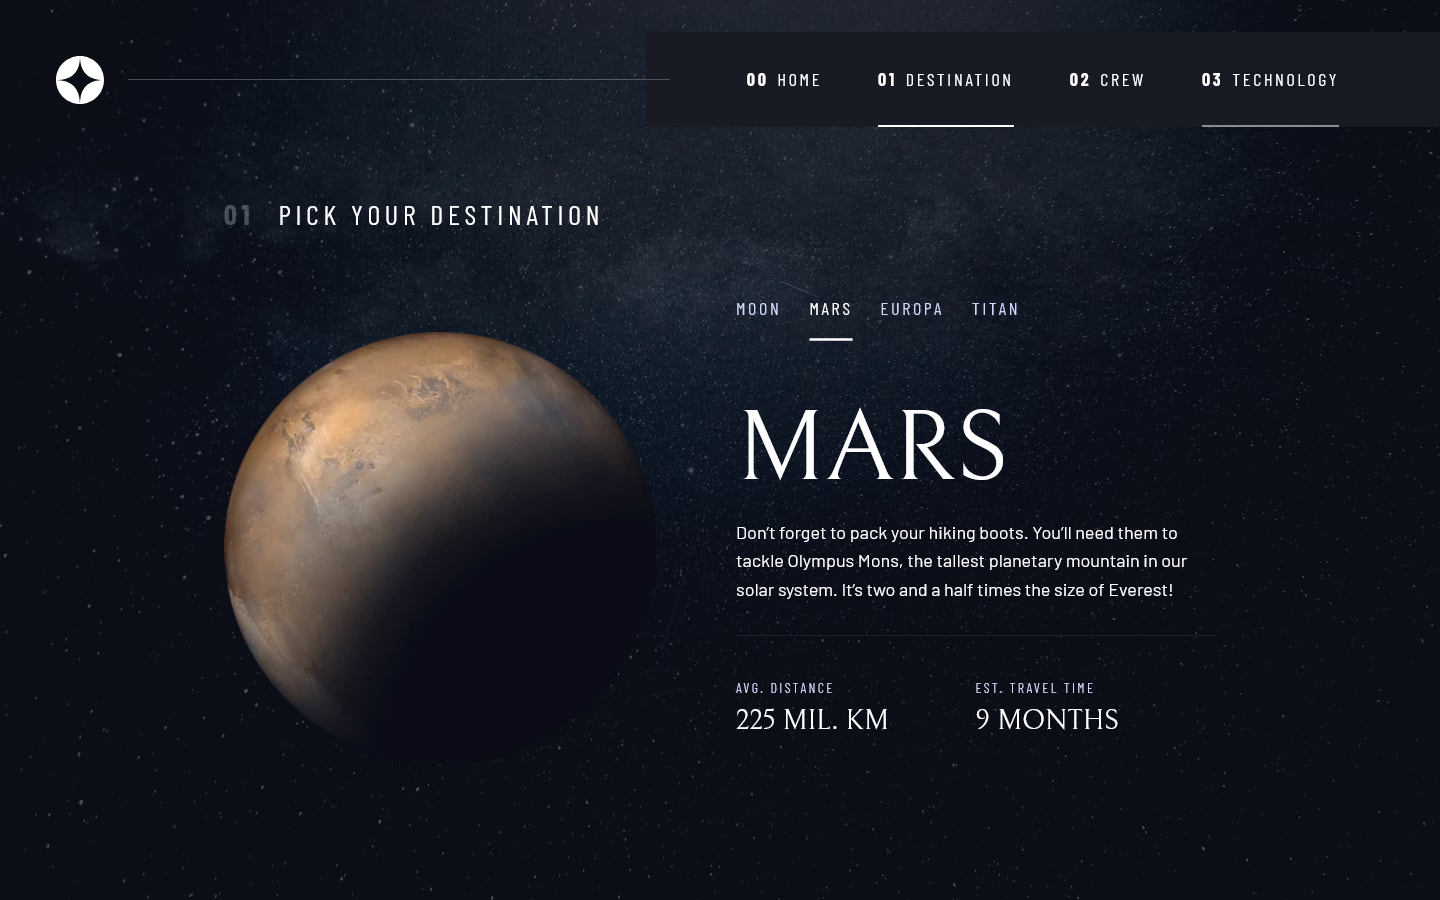 00 HOME 01 DESTINATION 02 CREW 03 TECHNOLOGY
01 PICK YOUR DESTINATION
MOON MARS EUROPA TITAN
MARS
Don’t forget to pack your hiking boots. You’ll need them to
tackle Olympus Mons, the tallest planetary mountain in our
solar system. It’s two and a half times the size of Everest!
AVG. DISTANCE
225 MIL. KM
EST. TRAVEL TIME
9 MONTHS